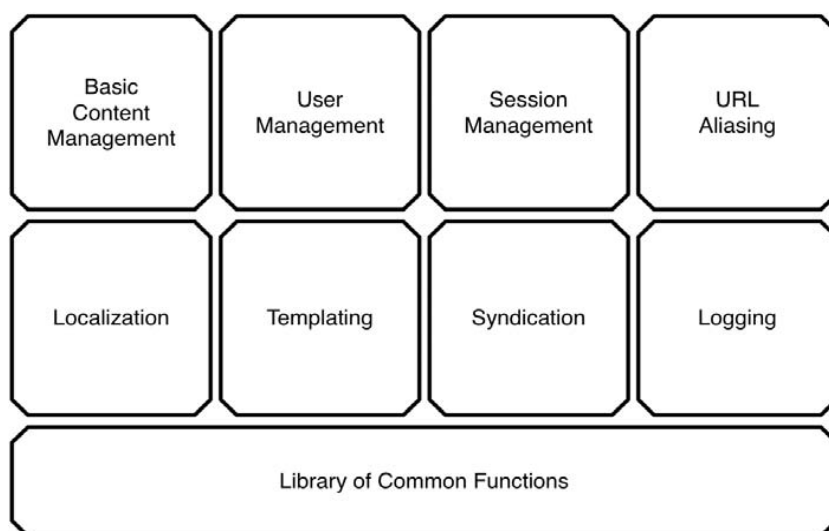 Basic
Content
Management
User
Management
Session
Management
URL
Aliasing
Localization
Templating
Syndication
Logging
Library of Common Functions